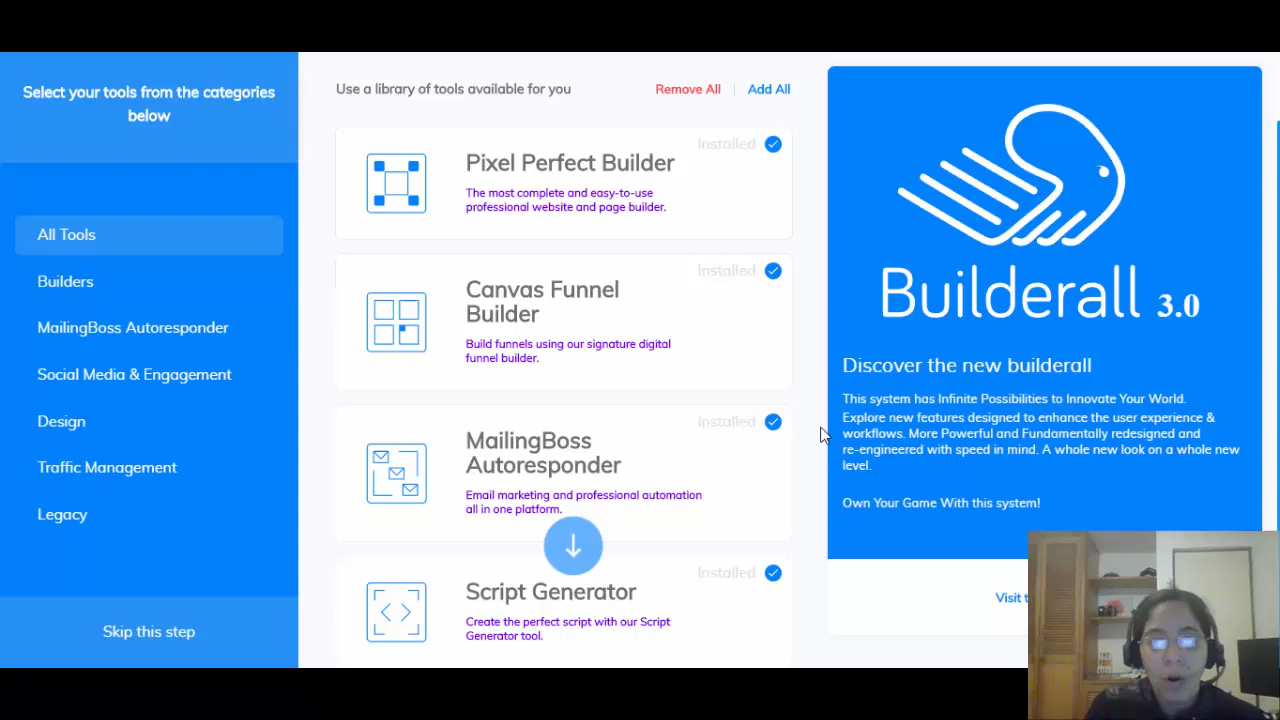 Select your tools from the categories
below
All Tools
Builders
MailingBoss Autoresponder
Social Media & Engagement
Design
Traffic Management
Legacy
Skip this step
Use a library of tools available for you
Remove All
Add All
Installed
Pixel Perfect Builder
The most complete and easy-to-use
professional website and page builder.
Installed
Canvas Funnel
Builder
Build funnels using our signature digital
funnel builder.
Installed
MailingBoss
Autoresponder
Email marketing and professional automation
all in one platform.
Installed
Script Generator
Create the perfect script with our Script
Generator tool.
Builderall 3.0
Discover the new builderall
This system has Infinite Possibilities to Innovate Your World.
Explore new features designed to enhance the user experience &
workflows. More Powerful and Fundamentally redesigned and
re-engineered with speed in mind. A whole new look on a whole new
level.
Own Your Game With this system!
Visit